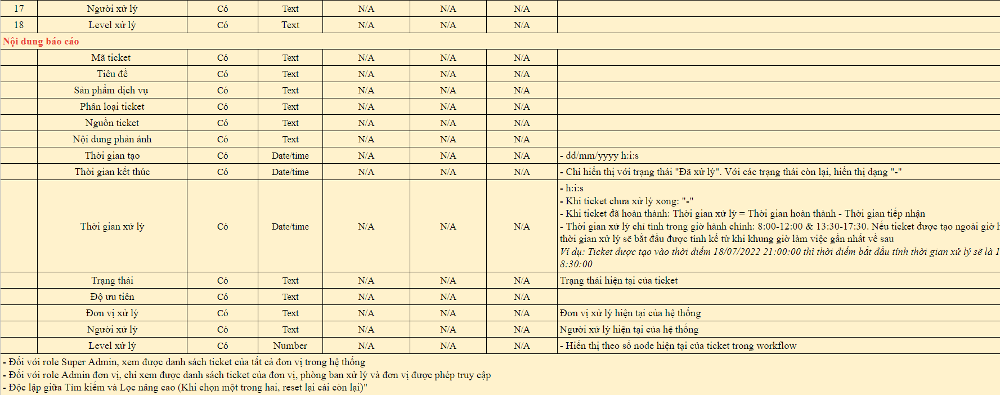 17 Người xử lý Có Text N/A N/A N/A
18 Level xử lý Có Text N/A N/A N/A
Nội dung báo cáo
Mã ticket Có Text N/A N/A N/A
Tiêu đề Có Text N/A N/A N/A
Sản phẩm dịch vụ Có Text N/A N/A N/A
Phân loại ticket Có Text N/A N/A N/A
Nguồn ticket Có Text N/A N/A N/A
Nội dung phản ánh Có Text N/A N/A N/A
Thời gian tạo Có Date/time N/A N/A N/A - dd/mm/yyyy h:i:s
Thời gian kết thúc Có Date/time N/A N/A N/A - Chỉ hiển thị với trạng thái "Đã xử lý". Với các trạng thái còn lại, hiển thị dạng "-"
Thời gian xử lý Có Date/time N/A N/A N/A - h:i:s
- Khi ticket chưa xử lý xong: "-"
- Khi ticket đã hoàn thành: Thời gian xử lý = Thời gian hoàn thành - Thời gian tiếp nhận
- Thời gian xử lý chỉ tính trong giờ hành chính: 8:00-12:00 & 13:30-17:30. Nếu ticket được tạo ngoài giờ
thời gian xử lý sẽ bắt đầu được tính kể từ khi khung giờ làm việc gần nhất về sau
Ví dụ: Ticket được tạo vào thời điểm 18/07/2022 21:00:00 thì thời điểm bắt đầu tính thời gian xử lý sẽ là
8:30:00
Trạng thái Có Text N/A N/A N/A Trạng thái hiện tại của ticket
Độ ưu tiên Có Text N/A N/A N/A
Đơn vị xử lý Có Text N/A N/A N/A Đơn vị xử lý hiện tại của hệ thống
Người xử lý Có Text N/A N/A N/A Người xử lý hiện tại của hệ thống
Level xử lý Có Number N/A N/A N/A - Hiển thị theo số node hiện tại của ticket trong workflow
- Đối với role Super Admin, xem được danh sách ticket của tất cả đơn vị trong hệ thống
- Đối với role Admin đơn vị, chỉ xem được danh sách ticket của đơn vị, phòng ban xử lý và đơn vị được phép truy cập
- Độc lập giữa Tìm kiếm và Lọc nâng cao (Khi chọn một trong hai, reset lại cái còn lại)"